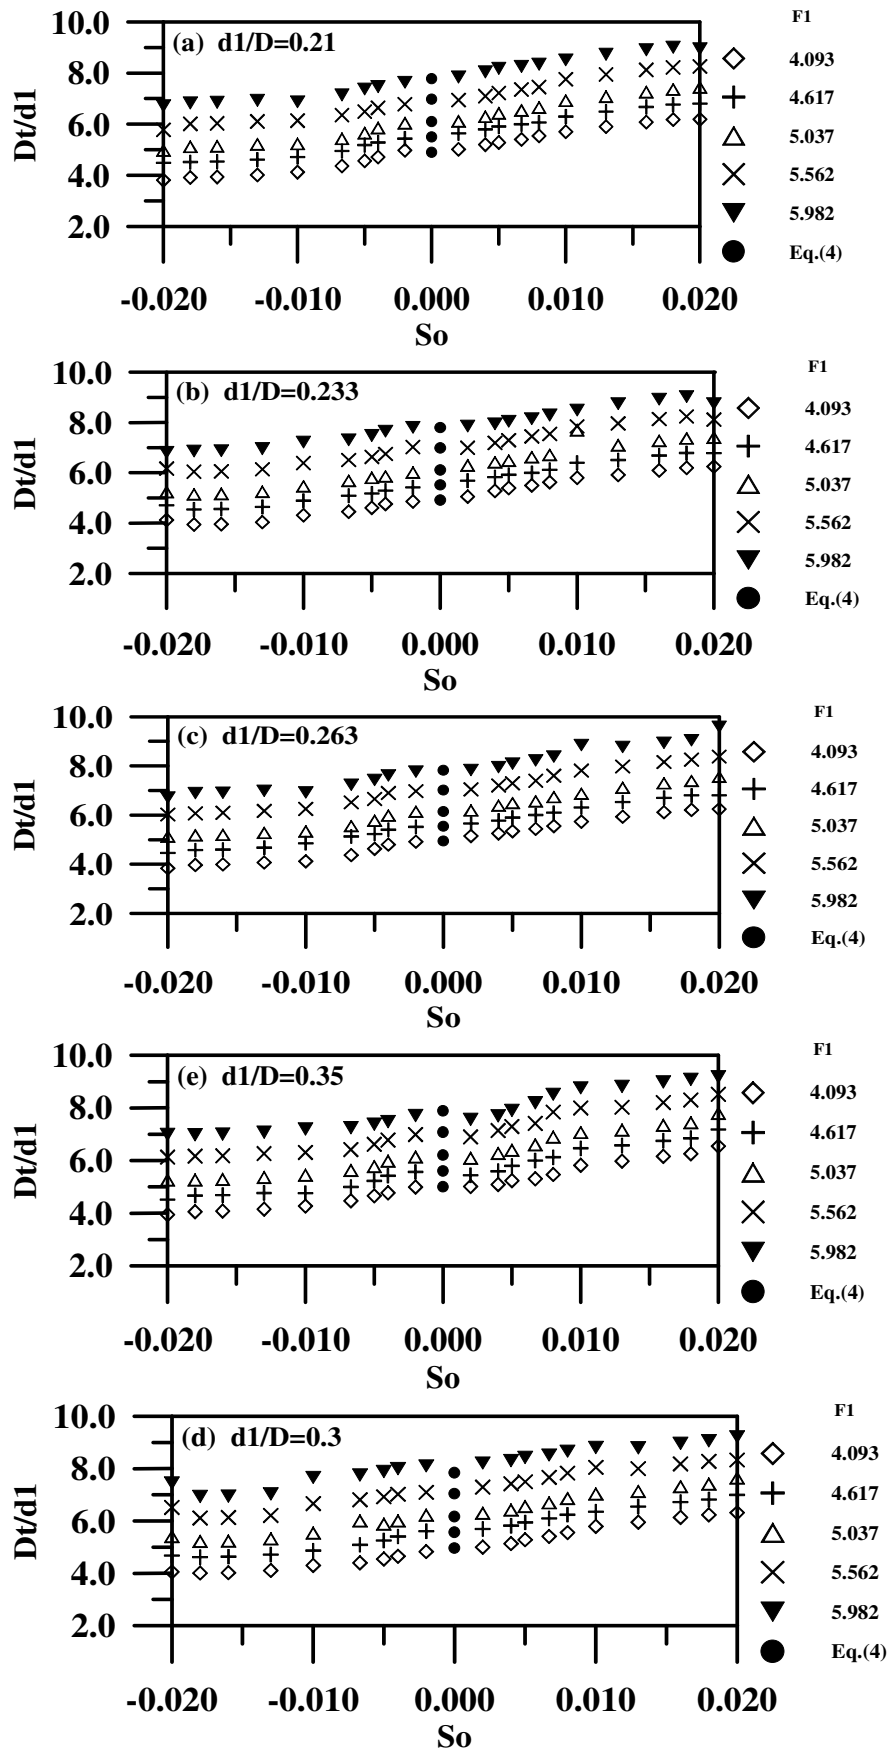 (a) d1/D=0.21
Dt/d1
10.0
8.0
6.0
4.0
2.0
-0.020 -0.010 0.000 0.010 0.020
So
F1
4.093
4.617
5.037
5.562
5.982
Eq.(4)
(b) d1/D=0.233
Dt/d1
10.0
8.0
6.0
4.0
2.0
-0.020 -0.010 0.000 0.010 0.020
So
F1
4.093
4.617
5.037
5.562
5.982
Eq.(4)
(c) d1/D=0.263
Dt/d1
10.0
8.0
6.0
4.0
2.0
-0.020 -0.010 0.000 0.010 0.020
So
F1
4.093
4.617
5.037
5.562
5.982
Eq.(4)
(e) d1/D=0.35
Dt/d1
10.0
8.0
6.0
4.0
2.0
-0.020 -0.010 0.000 0.010 0.020
So
F1
4.093
4.617
5.037
5.562
5.982
Eq.(4)
(d) d1/D=0.3
Dt/d1
10.0
8.0
6.0
4.0
2.0
-0.020 -0.010 0.000 0.010 0.020
So
F1
4.093
4.617
5.037
5.562
5.982
Eq.(4)